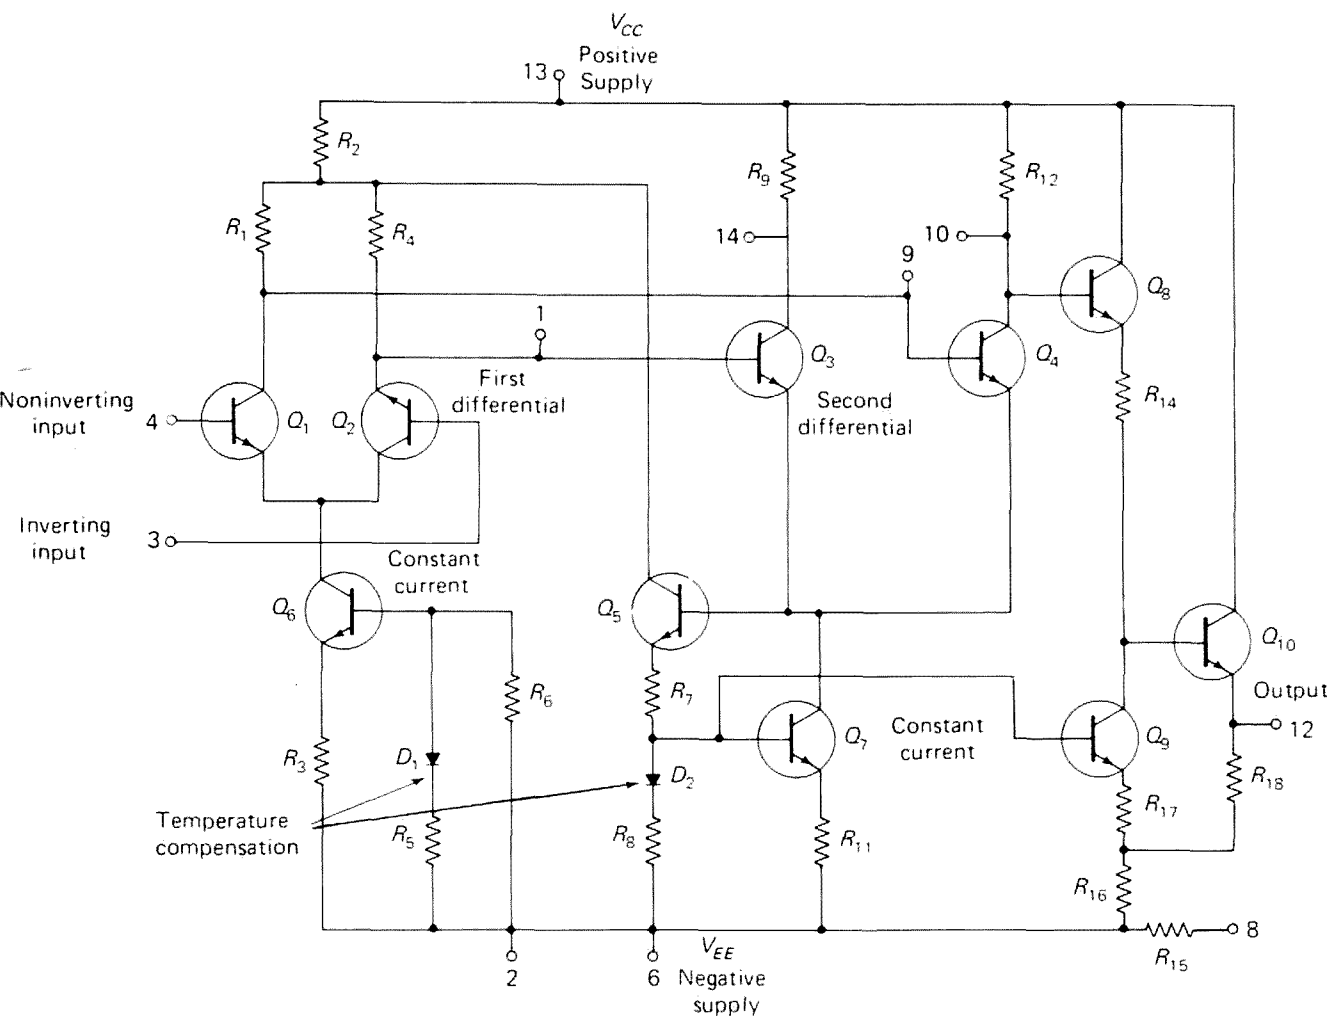 V_CC
Positive
Supply
13
R_2
R_9
R_12
R_1
R_4
14
10
9
Q_8
1
Q_3
Q_4
First
differential
R_14
Noninverting
input
4
Q_1
Q_2
Second
differential
Inverting
input
3
Constant
current
Q_6
Q_5
Q_10
R_6
R_7
Output
12
Q_7
Constant
current
Q_9
R_3
D_1
D_2
R_18
R_17
Temperature
compensation
R_5
R_8
R_11
R_16
8
R_15
2
6
V_EE
Negative
supply